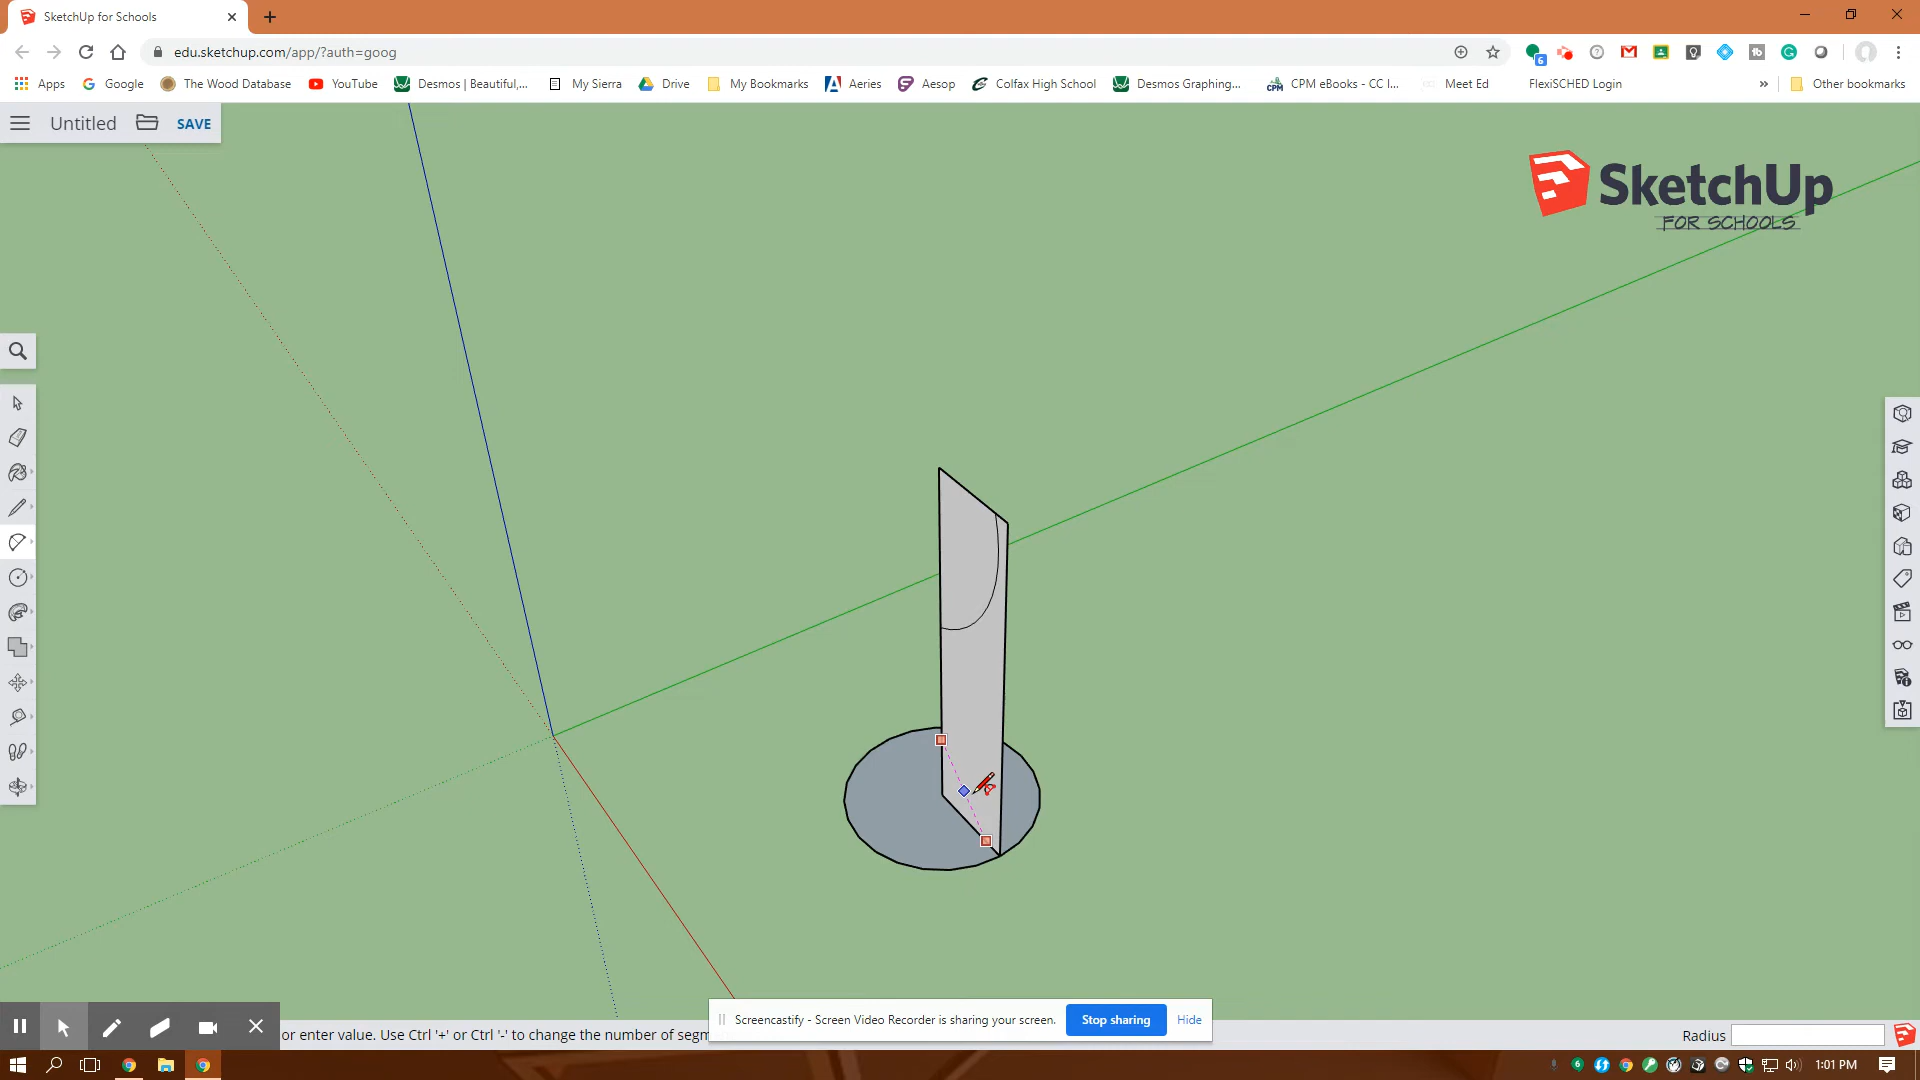 SketchUp for Schools
edu.sketchup.com/app/?auth=goog
6
Apps Google The Wood Database YouTube Desmos | Beautiful,... My Sierra Drive My Bookmarks Aeries Aesop Colfax High School Desmos Graphing... CPM CPM eBooks - CC I... Meet Ed FlexiSCHED Login » Other bookmarks
Untitled SAVE
SketchUp
FOR SCHOOLS
or enter value. Use Ctrl '+' or Ctrl '-' to change the number of segm
Screencastify - Screen Video Recorder is sharing your screen. Stop sharing Hide
Radius
1:01 PM